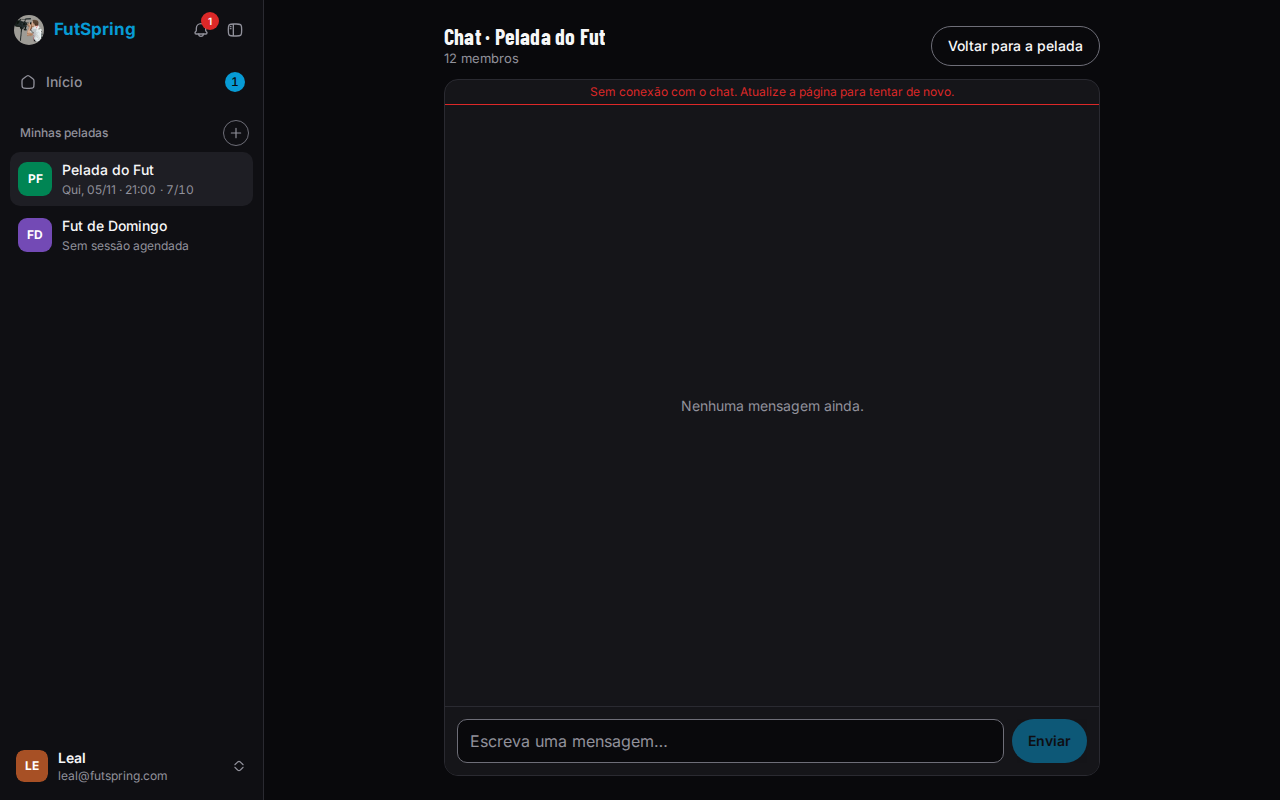 FutSpring
1
Início
1
Minhas peladas
PF
Pelada do Fut
Qui, 05/11 · 21:00 · 7/10
FD
Fut de Domingo
Sem sessão agendada
LE
Leal
leal@futspring.com
Chat · Pelada do Fut
12 membros
Voltar para a pelada
Sem conexão com o chat. Atualize a página para tentar de novo.
Nenhuma mensagem ainda.
Escreva uma mensagem...
Enviar